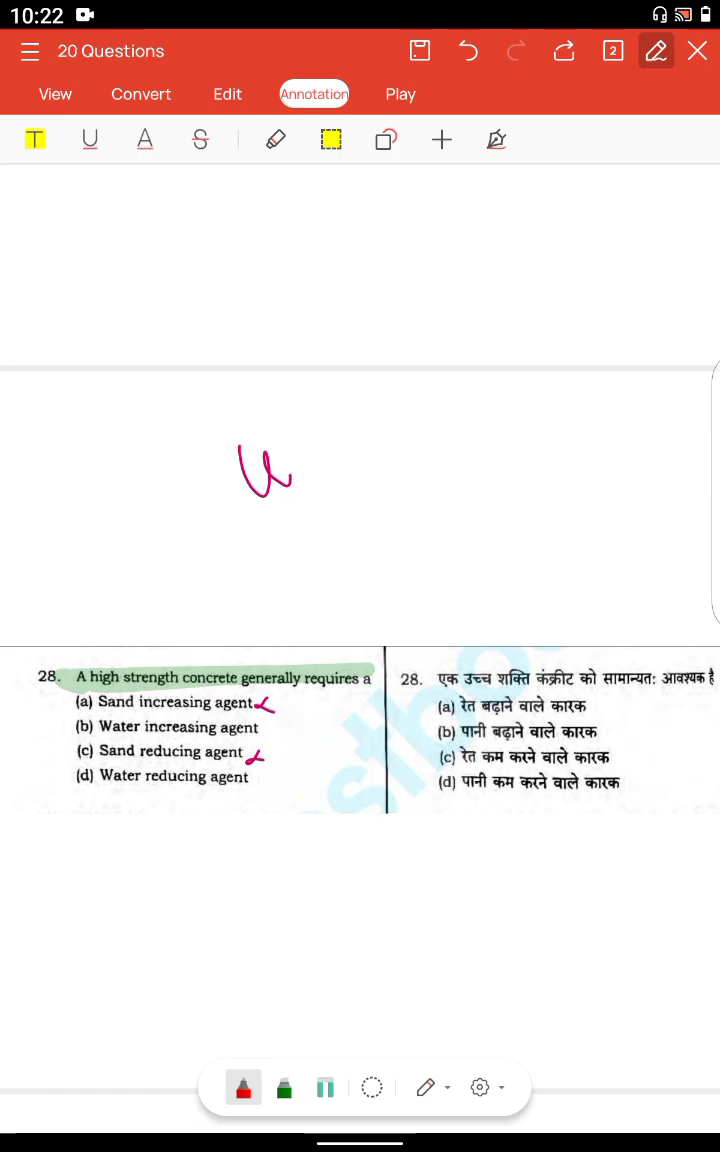 10:22
20 Questions
2
View Convert Edit Annotation Play
T U A S
28. A high strength concrete generally requires a
(a) Sand increasing agent
(b) Water increasing agent
(c) Sand reducing agent
(d) Water reducing agent
28. एक उच्च शक्ति कंक्रीट को सामान्यत: आवश्यक है
(a) रेत बढ़ाने वाले कारक
(b) पानी बढ़ाने वाले कारक
(c) रेत कम करने वाले कारक
(d) पानी कम करने वाले कारक